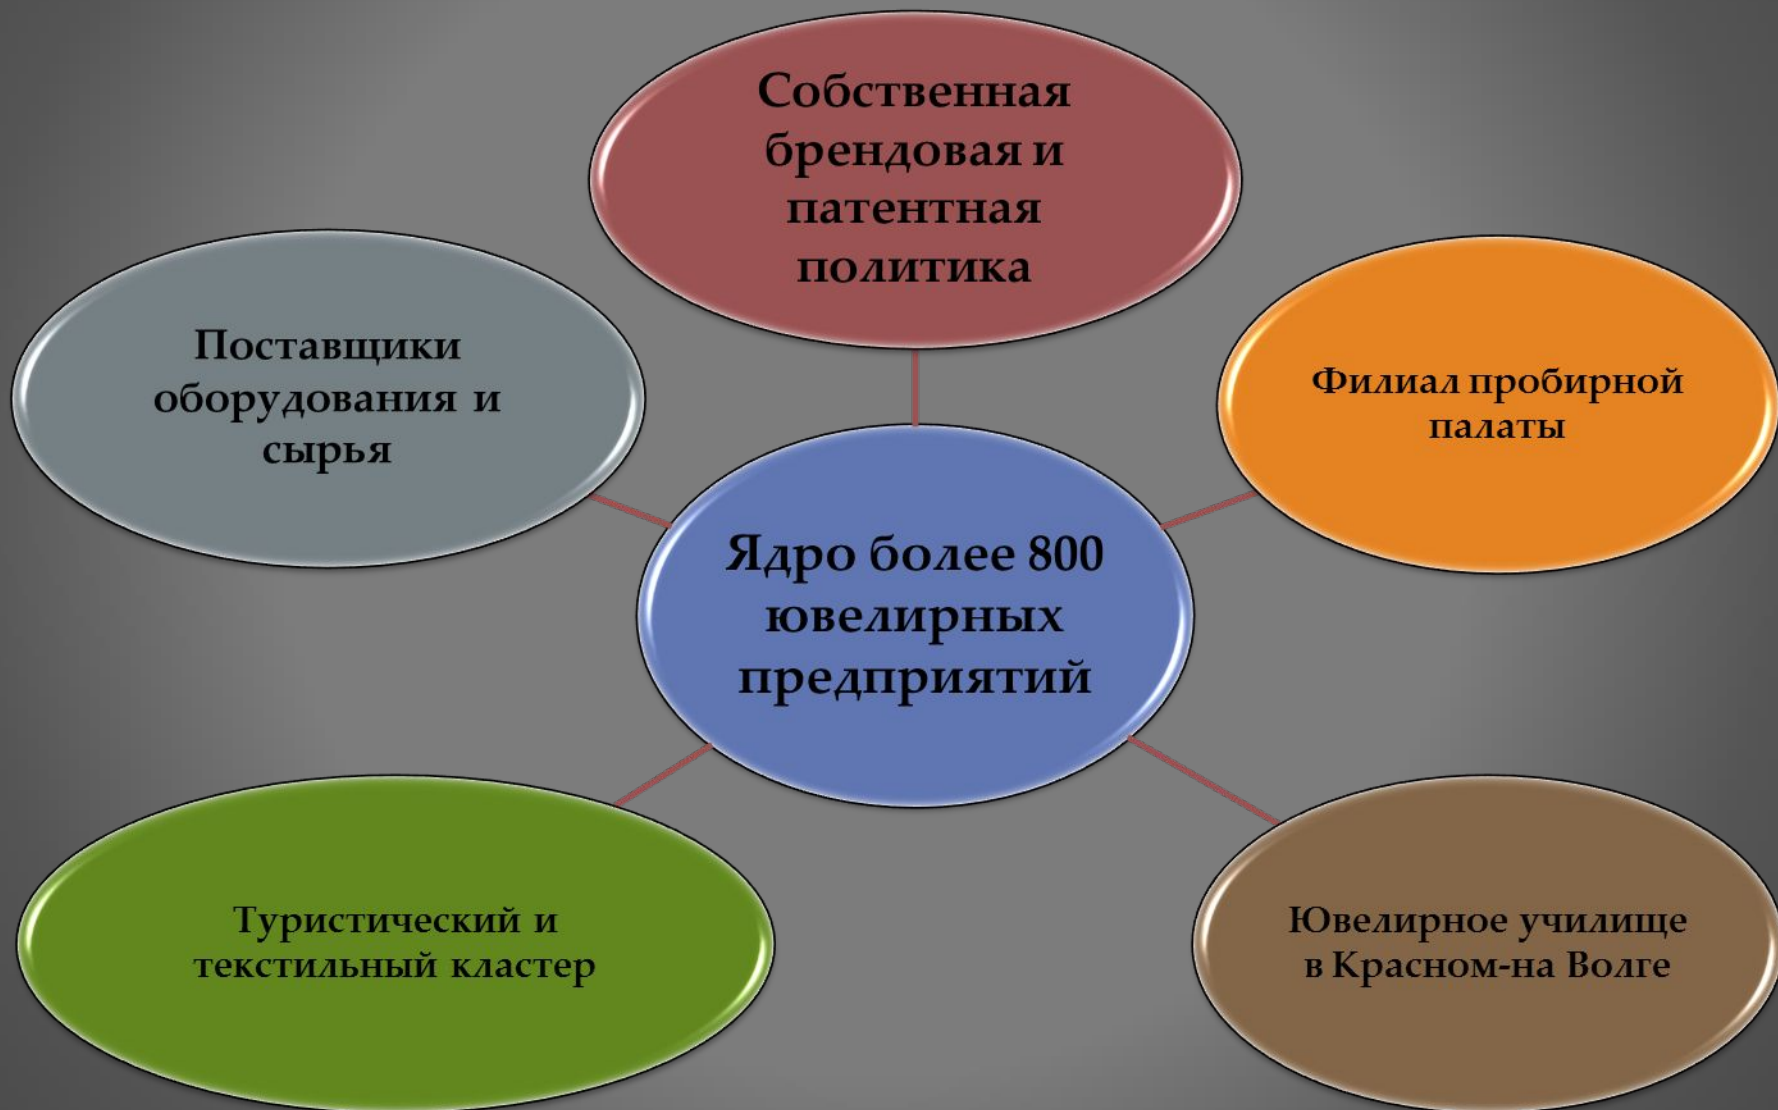 Собственная
брендовая и
патентная
политика
Поставщики
оборудования и
сырья
Филиал пробирной
палаты
Ядро более 800
ювелирных
предприятий
Туристический и
текстильный кластер
Ювелирное училище
в Красном-на Волге